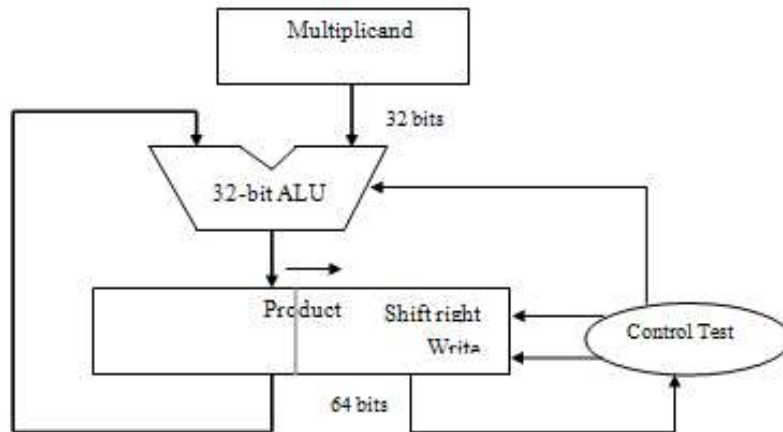 Multiplicand
32 bits
32-bit ALU
Product
Shift right
Write
Control Test
64 bits